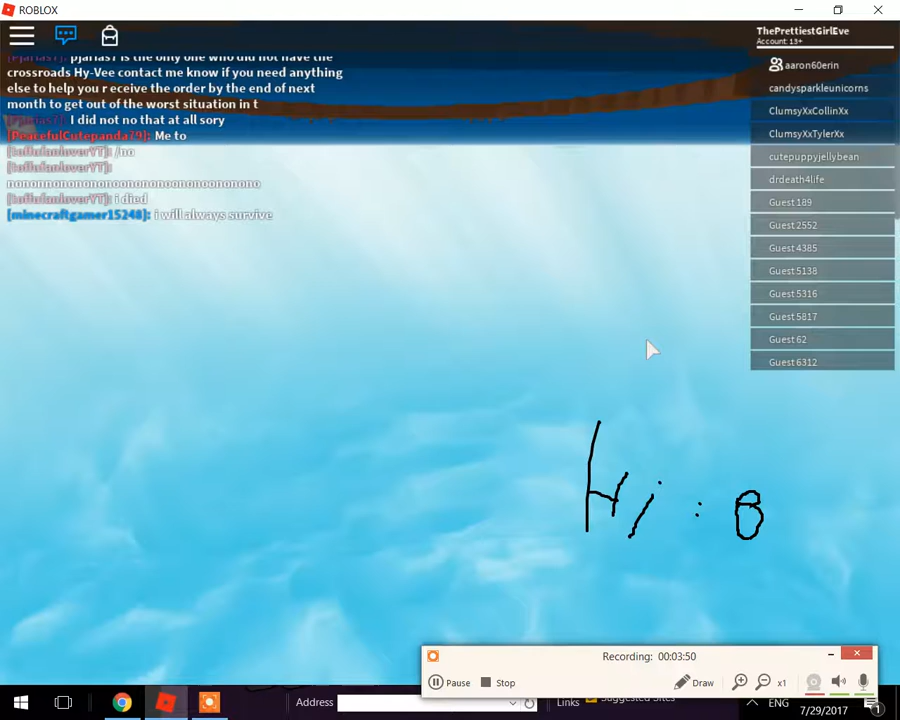 ROBLOX
ThePrettiestGirlEve
Account: 13+
pjarias7 is the only one who did not have the
crossroads Hy-Vee contact me know if you need anything
else to help you r eceive the order by the end of next
month to get out of the worst situation in t
I did not no that at all sory
[PeacefulCutepanda79]: Me to
/no
nonononononononoonononoononoonono
i died
[minecraftgamer15248]: i will always survive
aaron60erin
candysparkleunicorns
ClumsyXxCollinXx
ClumsyXxTylerXx
cutepuppyjellybean
drdeath4life
Guest 189
Guest 2552
Guest 4385
Guest 5138
Guest 5316
Guest 5817
Guest 62
Guest 6312
Hi : 8
Recording: 00:03:50
Pause
Stop
Draw
x1
Address
Links
Suggested Sites
ENG
7/29/2017
1